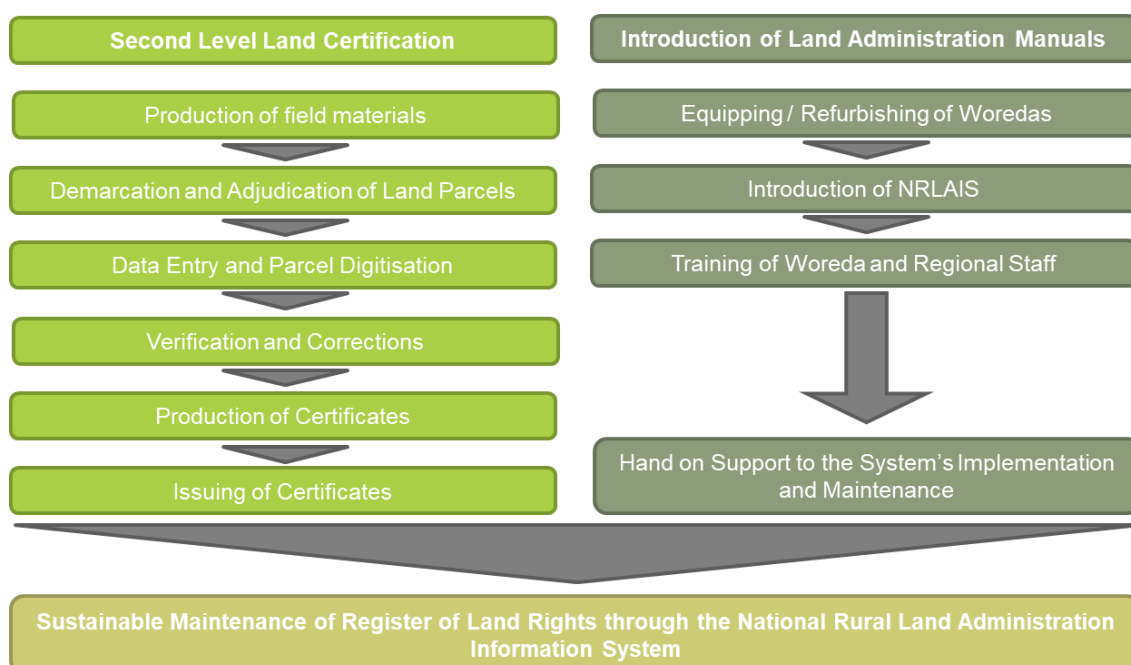 Second Level Land Certification
Production of field materials
Demarcation and Adjudication of Land Parcels
Data Entry and Parcel Digitisation
Verification and Corrections
Production of Certificates
Issuing of Certificates
Introduction of Land Administration Manuals
Equipping / Refurbishing of Woredas
Introduction of NRLAIS
Training of Woreda and Regional Staff
Hand on Support to the System’s Implementation
and Maintenance
Sustainable Maintenance of Register of Land Rights through the National Rural Land Administration
Information System